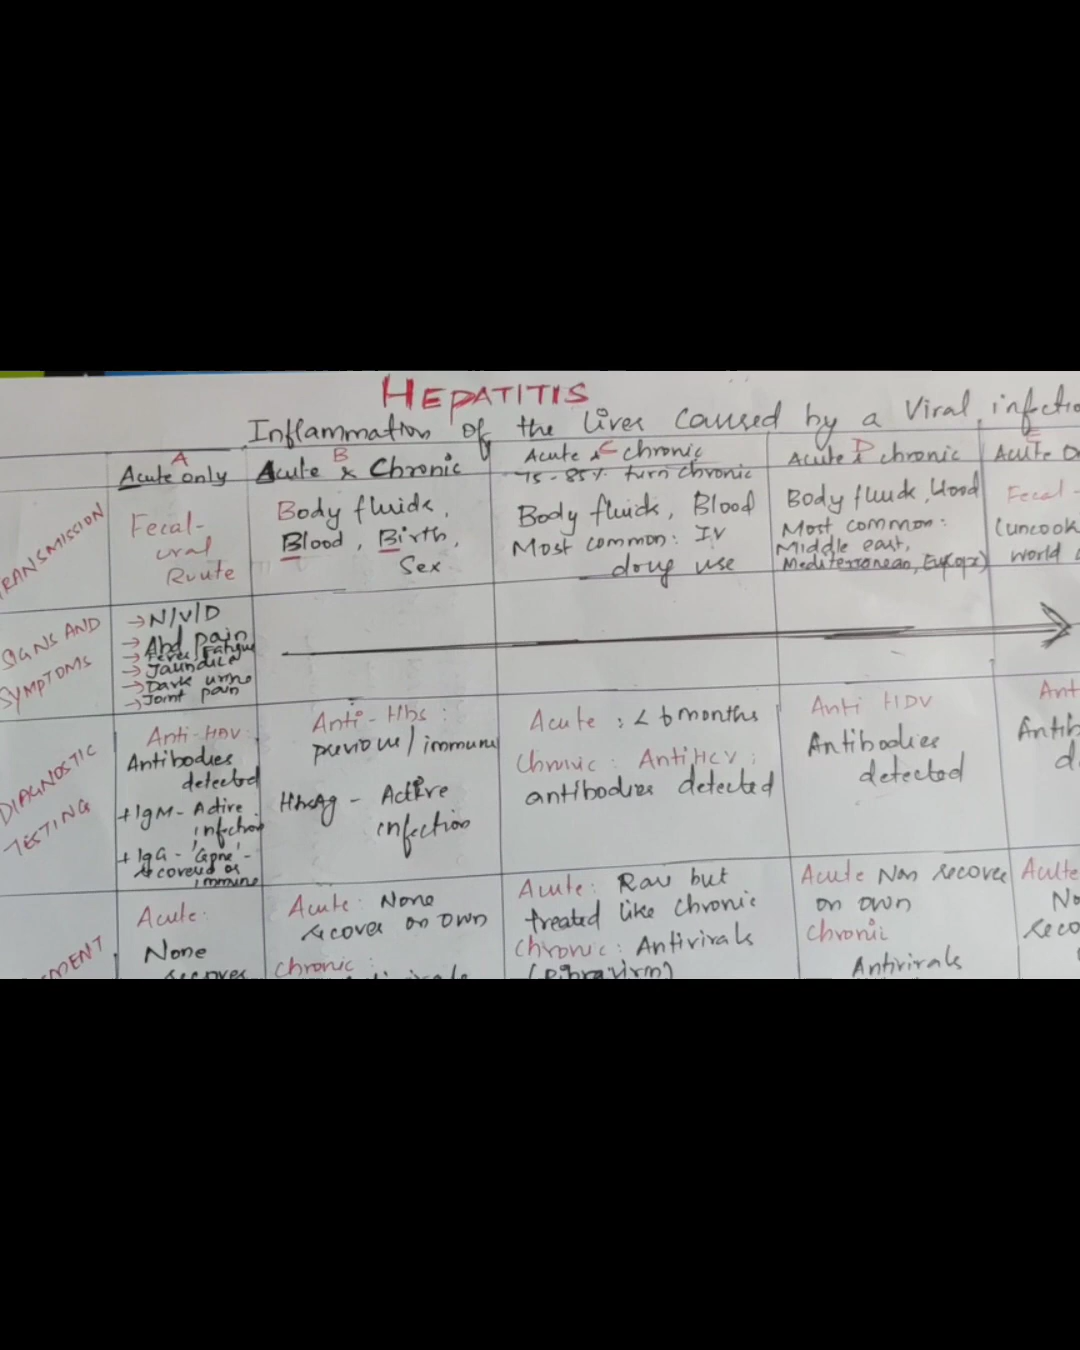 HEPATITIS
Inflammation of the liver caused by a Viral infectio
A
Acute only
B
Acute & Chronic
C
Acute & chronic
75-85% turn chronic
D
Acute & chronic
E
Acute O
TRANSMISSION
Fecal-
oral
Route
Body fluids,
Blood, Birth,
Sex
Body fluids, Blood
Most common: IV
drug use
Body fluids, blood
Most common:
Middle east,
Mediterranean, Europe)
Fecal-
(uncook
world
SIGNS AND
SYMPTOMS
→N/V/D
→ Abd pain
→ Fever/Fatigue
→ Jaundice
→ Dark urine
→ Joint pain
DIAGNOSTIC
TESTING
Anti-HAV:
Antibodies
detected
+IgM- Active
infection
+ IgG - 'Gone' -
recovered or
immune
Anti-Hbs:
previous/immune
HbsAg - Active
infection
Acute: < 6 months
Chronic: Anti HCV:
antibodies detected
Anti HDV
Antibodies
detected
Ant
Antib
d
EMENT
Acute:
None
recover
Acute: None
recover on own
Chronic:
Acute: Rare but
treated like chronic
Chronic: Antivirals
(Ribavirin)
Acute Non recover
on own
Chronic
Antivirals
Acute
No
reco